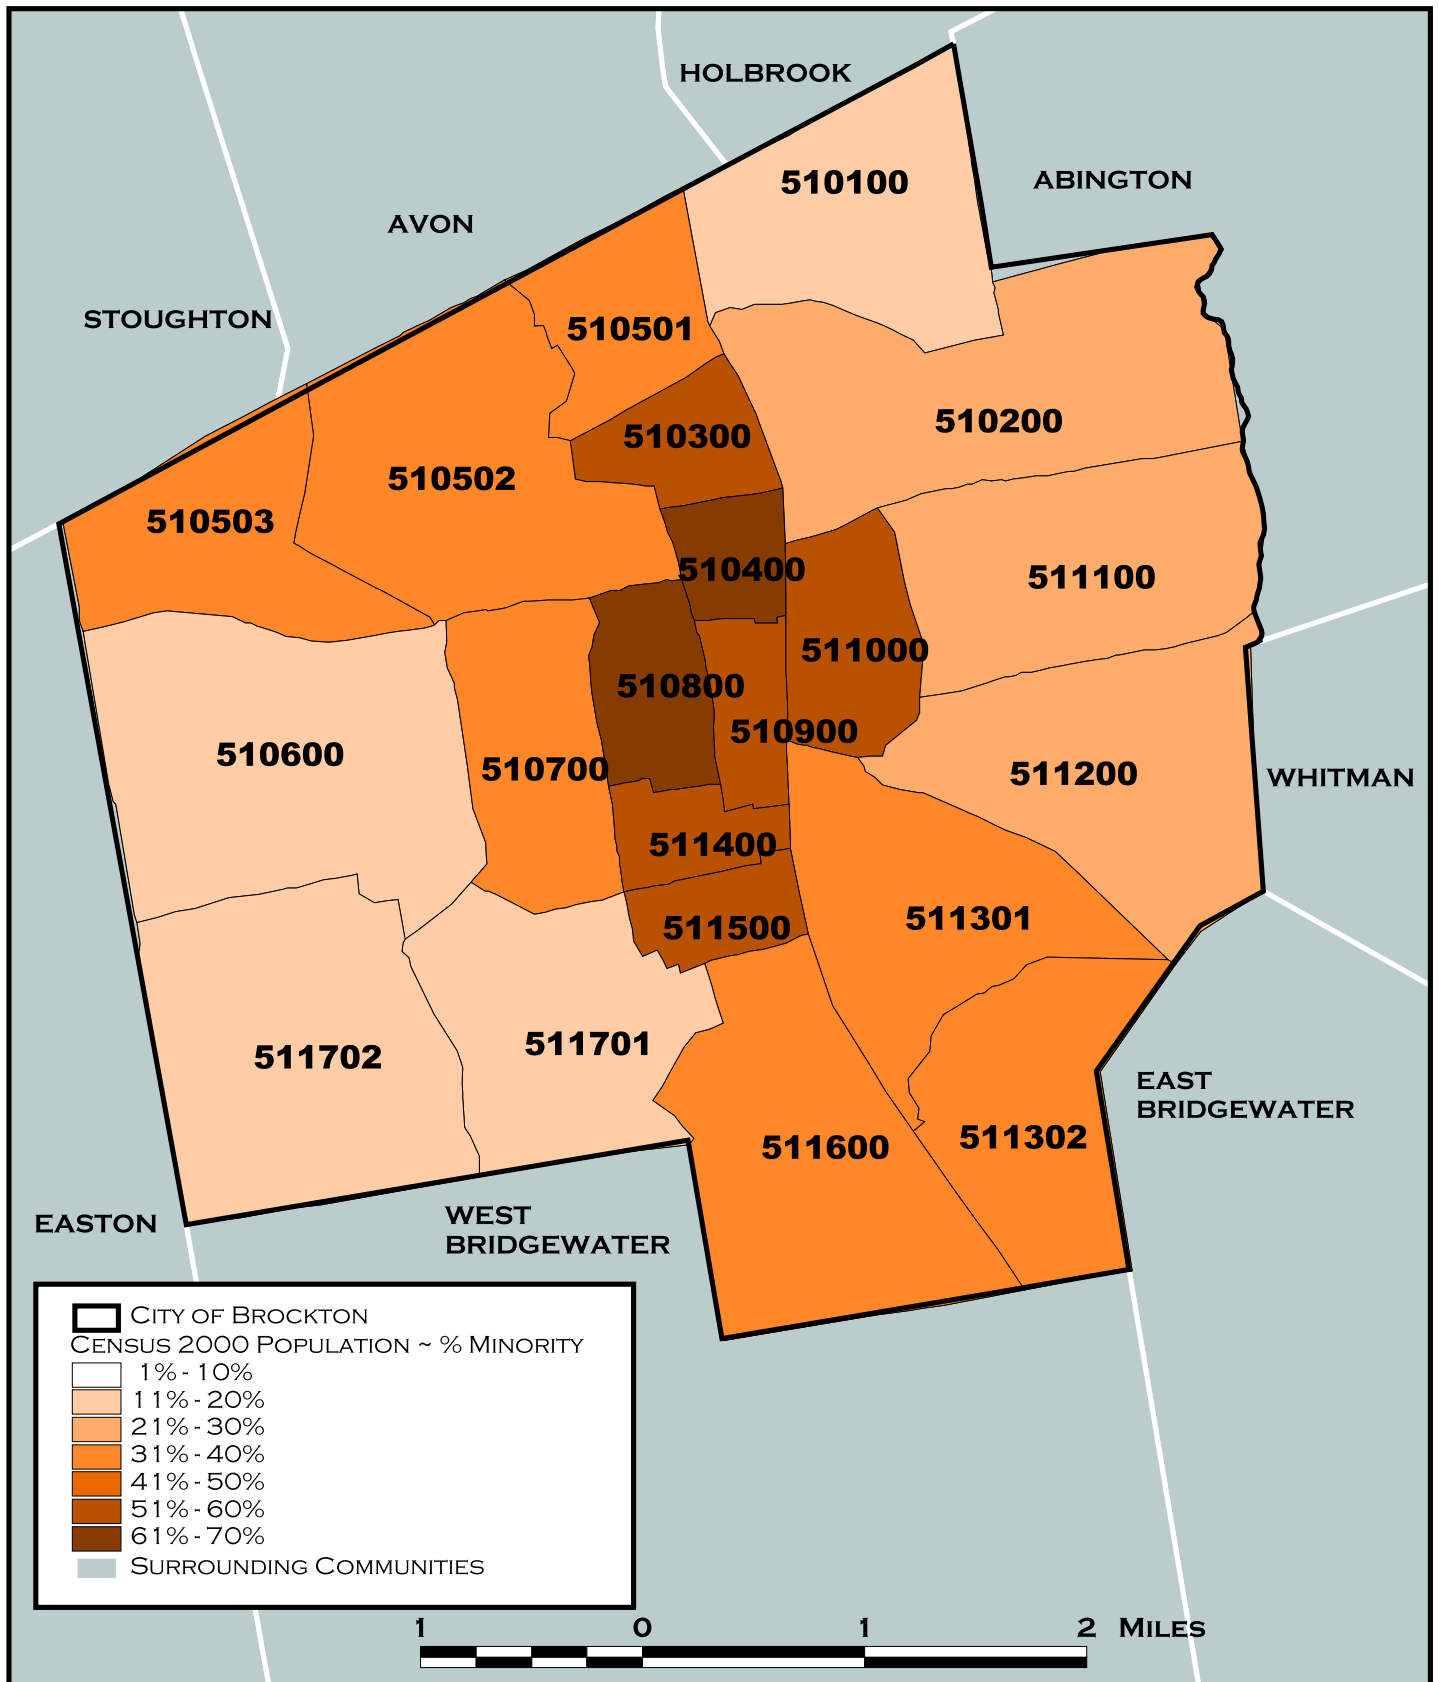 HOLBROOK
510100
ABINGTON
AVON
STOUGHTON
510501
510200
510300
510502
510503
510400
511100
511000
510800
510900
510600
510700
511200
WHITMAN
511400
511301
511500
511701
511702
EAST
BRIDGEWATER
511302
511600
EASTON
WEST
BRIDGEWATER
CITY OF BROCKTON
CENSUS 2000 POPULATION ~ % MINORITY
1% - 10%
11% - 20%
21% - 30%
31% - 40%
41% - 50%
51% - 60%
61% - 70%
SURROUNDING COMMUNITIES
1 0 1 2 MILES